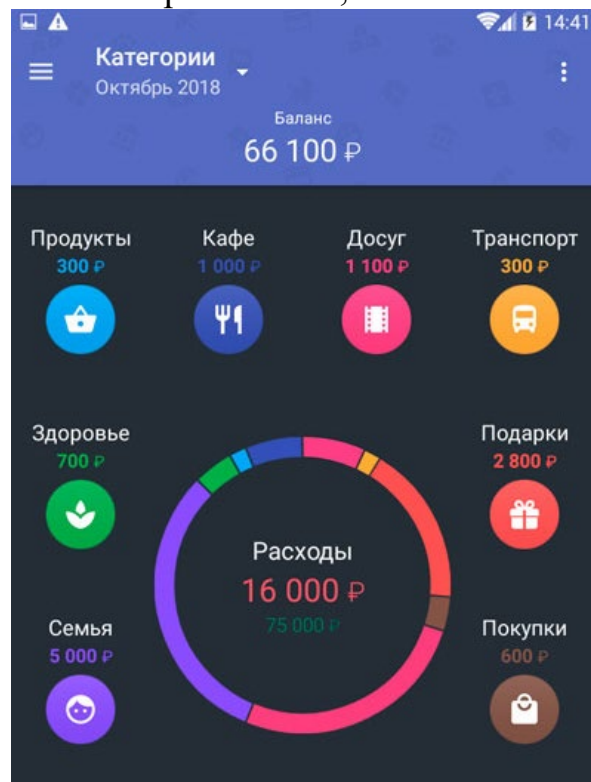 14:41
Категории
Октябрь 2018
Баланс
66 100 ₽
Продукты
300 ₽
Кафе
1 000 ₽
Досуг
1 100 ₽
Транспорт
300 ₽
Здоровье
700 ₽
Подарки
2 800 ₽
Расходы
16 000 ₽
75 000 ₽
Семья
5 000 ₽
Покупки
600 ₽